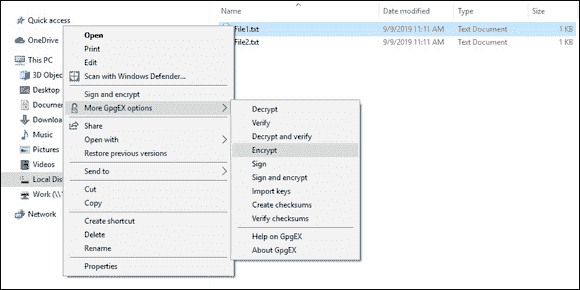 Name
Date modified
Type
Size
Quick access
OneDrive
This PC
3D Objec
Desktop
Documen
Downloa
Music
Pictures
Videos
Local Dis
Work (\\
Network
File1.txt
9/9/2019 11:11 AM
Text Document
1 KB
File2.txt
9/9/2019 11:11 AM
Text Document
1 KB
Open
Print
Edit
Scan with Windows Defender...
Sign and encrypt
More GpgEX options
Share
Open with
Restore previous versions
Send to
Cut
Copy
Create shortcut
Delete
Rename
Properties
Decrypt
Verify
Decrypt and verify
Encrypt
Sign
Sign and encrypt
Import keys
Create checksums
Verify checksums
Help on GpgEX
About GpgEX